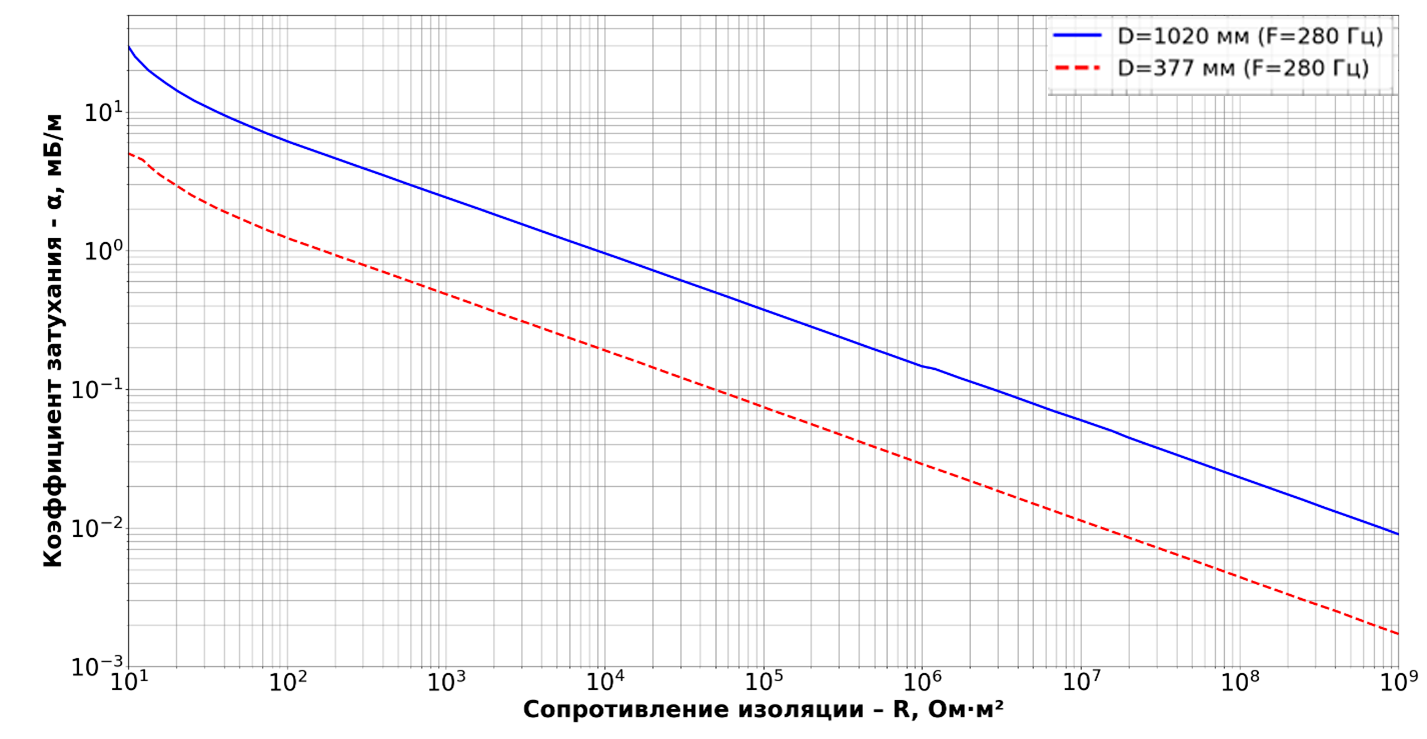 D=1020 мм (F=280 Гц)
D=377 мм (F=280 Гц)
Коэффициент затухания - α, мБ/м
10¹
10⁰
10⁻¹
10⁻²
10⁻³
10¹ 10² 10³ 10⁴ 10⁵ 10⁶ 10⁷ 10⁸ 10⁹
Сопротивление изоляции – R, Ом·м²